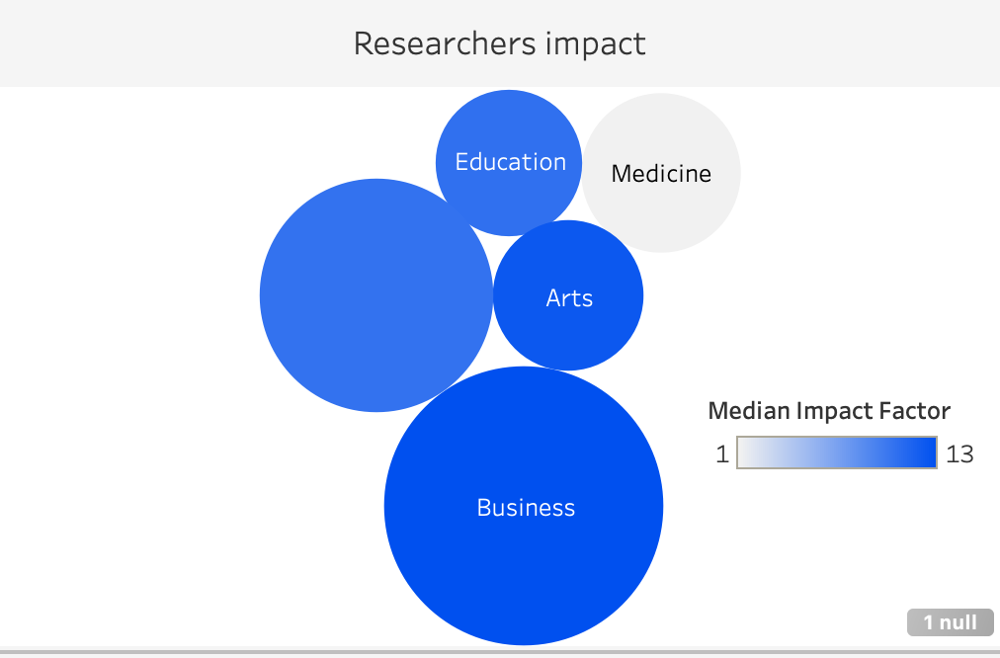 Researchers impact
Education
Medicine
Arts
Median Impact Factor
1 13
Business
1 null